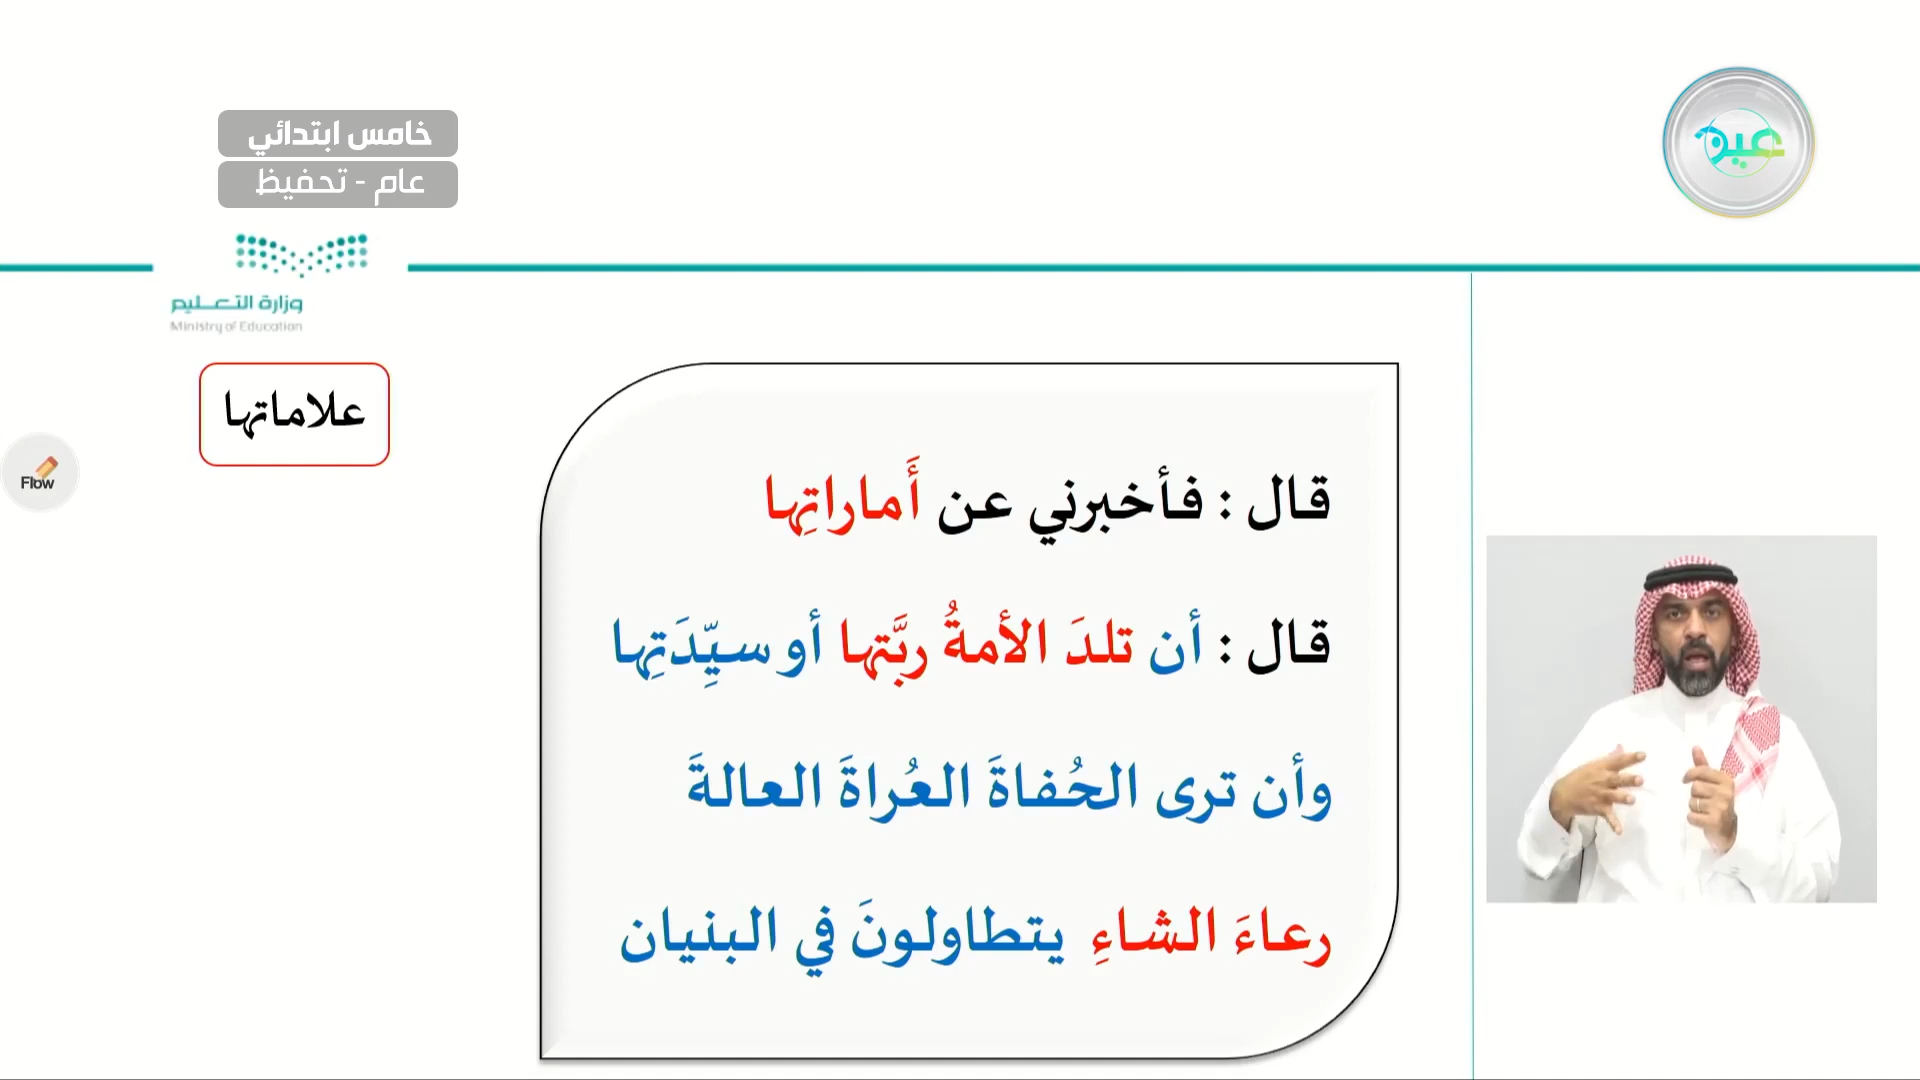 خامس ابتدائي
عام - تحفيظ
عين
وزارة التعليم
Ministry of Education
علاماتها
Flow
قال : فأخبرني عن أَماراتِها
قال : أن تلدَ الأمةُ ربَّتها أو سيِّدَتِها
وأن ترى الحُفاةَ العُراةَ العالةَ
رعاءَ الشاءِ يتطاولونَ في البنيان